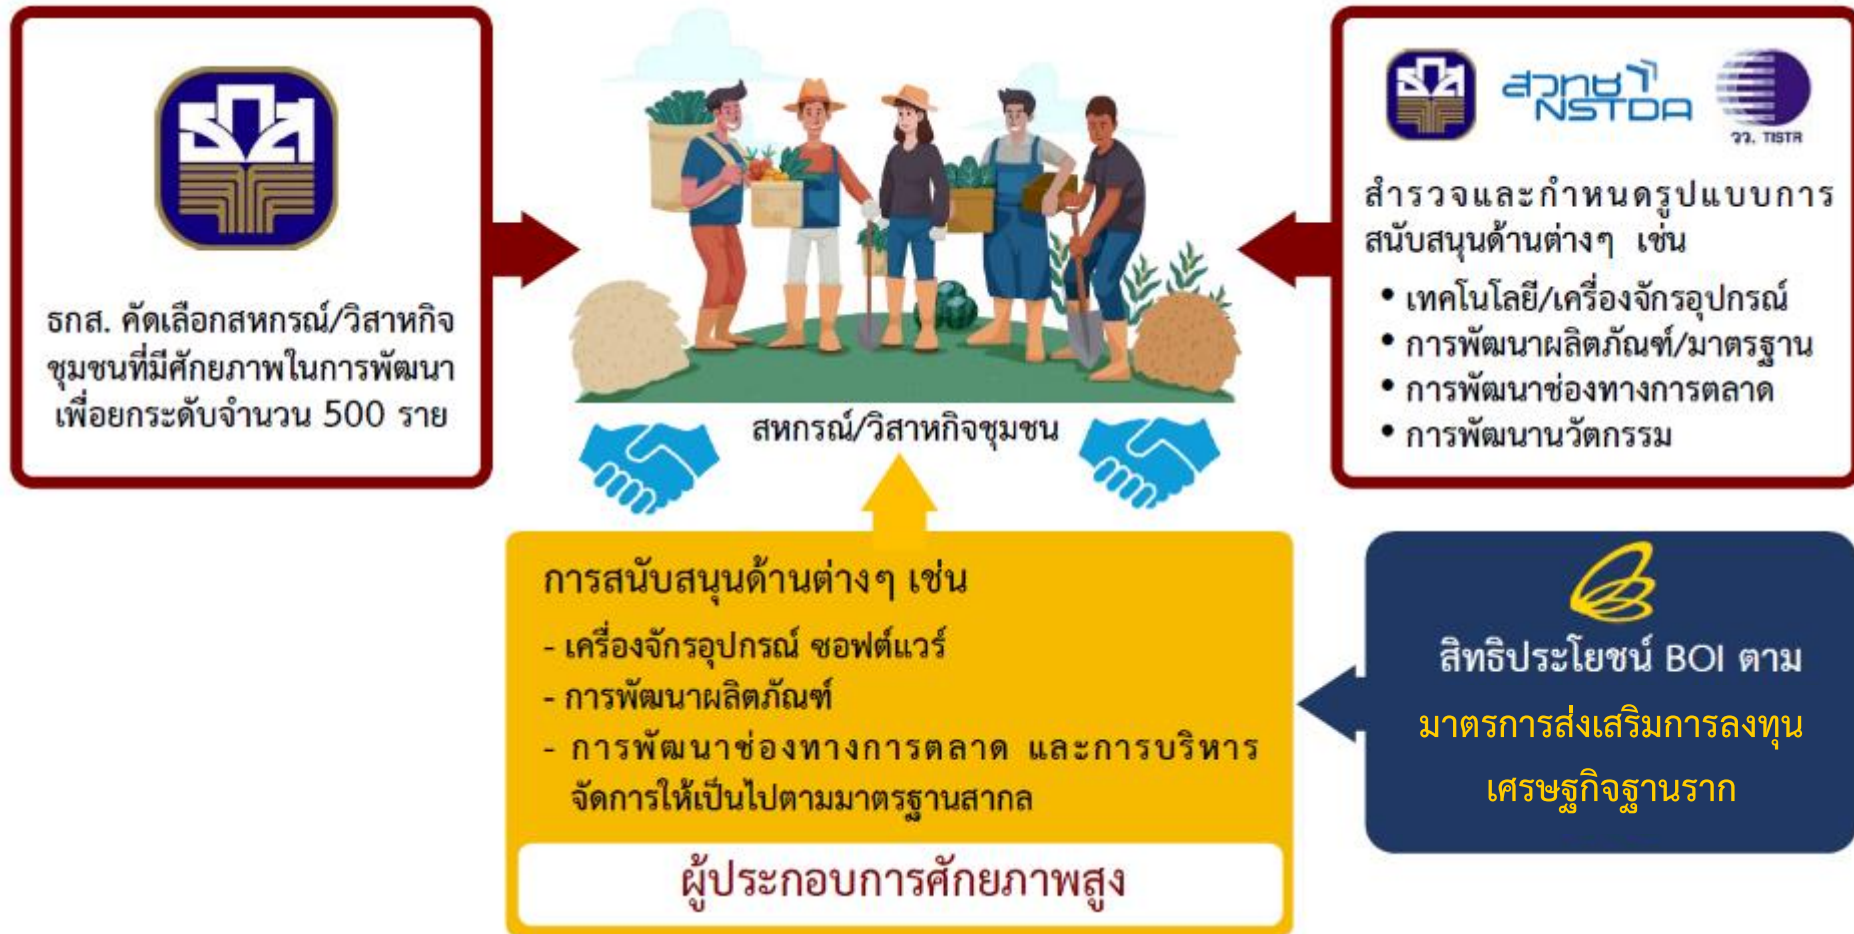 ธกส
ธกส. คัดเลือกสหกรณ์/วิสาหกิจ
ชุมชนที่มีศักยภาพในการพัฒนา
เพื่อยกระดับจำนวน 500 ราย
สหกรณ์/วิสาหกิจชุมชน
ธกส
สวทช
NSTDA
วว. TISTR
สำรวจและกำหนดรูปแบบการ
สนับสนุนด้านต่างๆ เช่น
• เทคโนโลยี/เครื่องจักรอุปกรณ์
• การพัฒนาผลิตภัณฑ์/มาตรฐาน
• การพัฒนาช่องทางการตลาด
• การพัฒนานวัตกรรม
การสนับสนุนด้านต่างๆ เช่น
- เครื่องจักรอุปกรณ์ ซอฟต์แวร์
- การพัฒนาผลิตภัณฑ์
- การพัฒนาช่องทางการตลาด และการบริหาร
จัดการให้เป็นไปตามมาตรฐานสากล
ผู้ประกอบการศักยภาพสูง
สิทธิประโยชน์ BOI ตาม
มาตรการส่งเสริมการลงทุน
เศรษฐกิจฐานราก